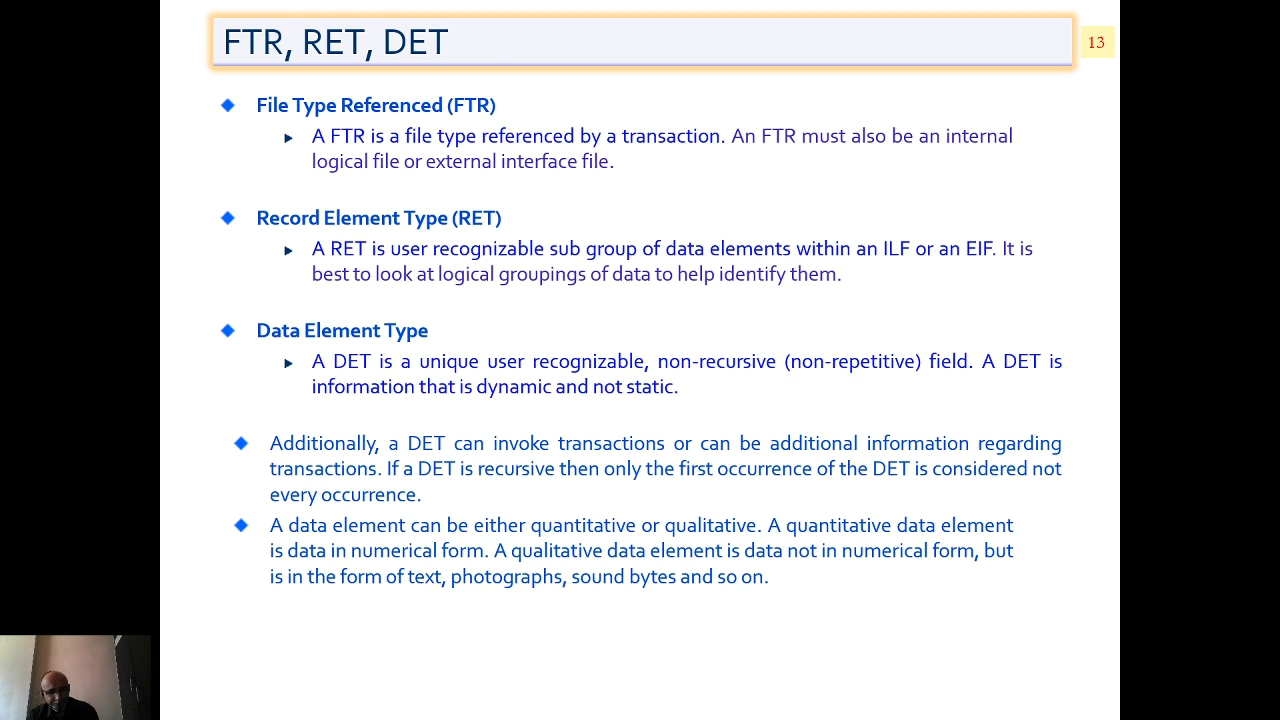 FTR, RET, DET
13
File Type Referenced (FTR)
A FTR is a file type referenced by a transaction. An FTR must also be an internal
logical file or external interface file.
Record Element Type (RET)
A RET is user recognizable sub group of data elements within an ILF or an EIF. It is
best to look at logical groupings of data to help identify them.
Data Element Type
A DET is a unique user recognizable, non-recursive (non-repetitive) field. A DET is
information that is dynamic and not static.
Additionally, a DET can invoke transactions or can be additional information regarding
transactions. If a DET is recursive then only the first occurrence of the DET is considered not
every occurrence.
A data element can be either quantitative or qualitative. A quantitative data element
is data in numerical form. A qualitative data element is data not in numerical form, but
is in the form of text, photographs, sound bytes and so on.